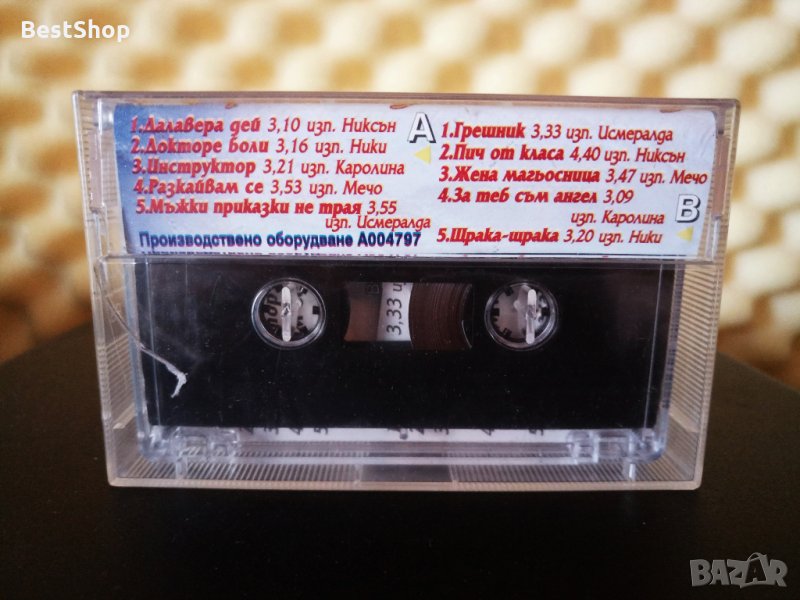 BestShop
1.Далавера дей 3,10 изп. Никсън
2.Докторе боли 3,16 изп. Ники
3.Инструктор 3,21 изп. Каролина
4.Разкайвам се 3,53 изп. Мечо
5.Мъжки приказки не трая 3,55
изп. Исмералда
Производствено оборудване А004797
A
1.Грешник 3,33 изп. Исмералда
2.Пич от класа 4,40 изп. Никсън
3.Жена магьосница 3,47 изп. Мечо
4.За теб съм ангел 3,09
изп. Каролина
5.Щрака-щрака 3,20 изп. Ники
B
3,33 и
BAZAR